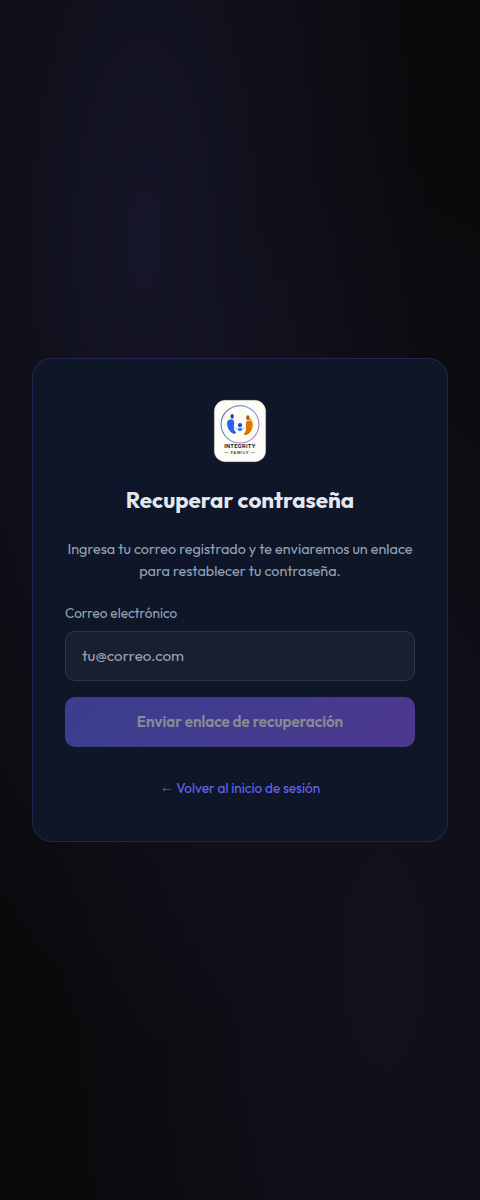 INTEGRITY
— FAMILY —
Recuperar contraseña
Ingresa tu correo registrado y te enviaremos un enlace
para restablecer tu contraseña.
Correo electrónico
tu@correo.com
Enviar enlace de recuperación
← Volver al inicio de sesión